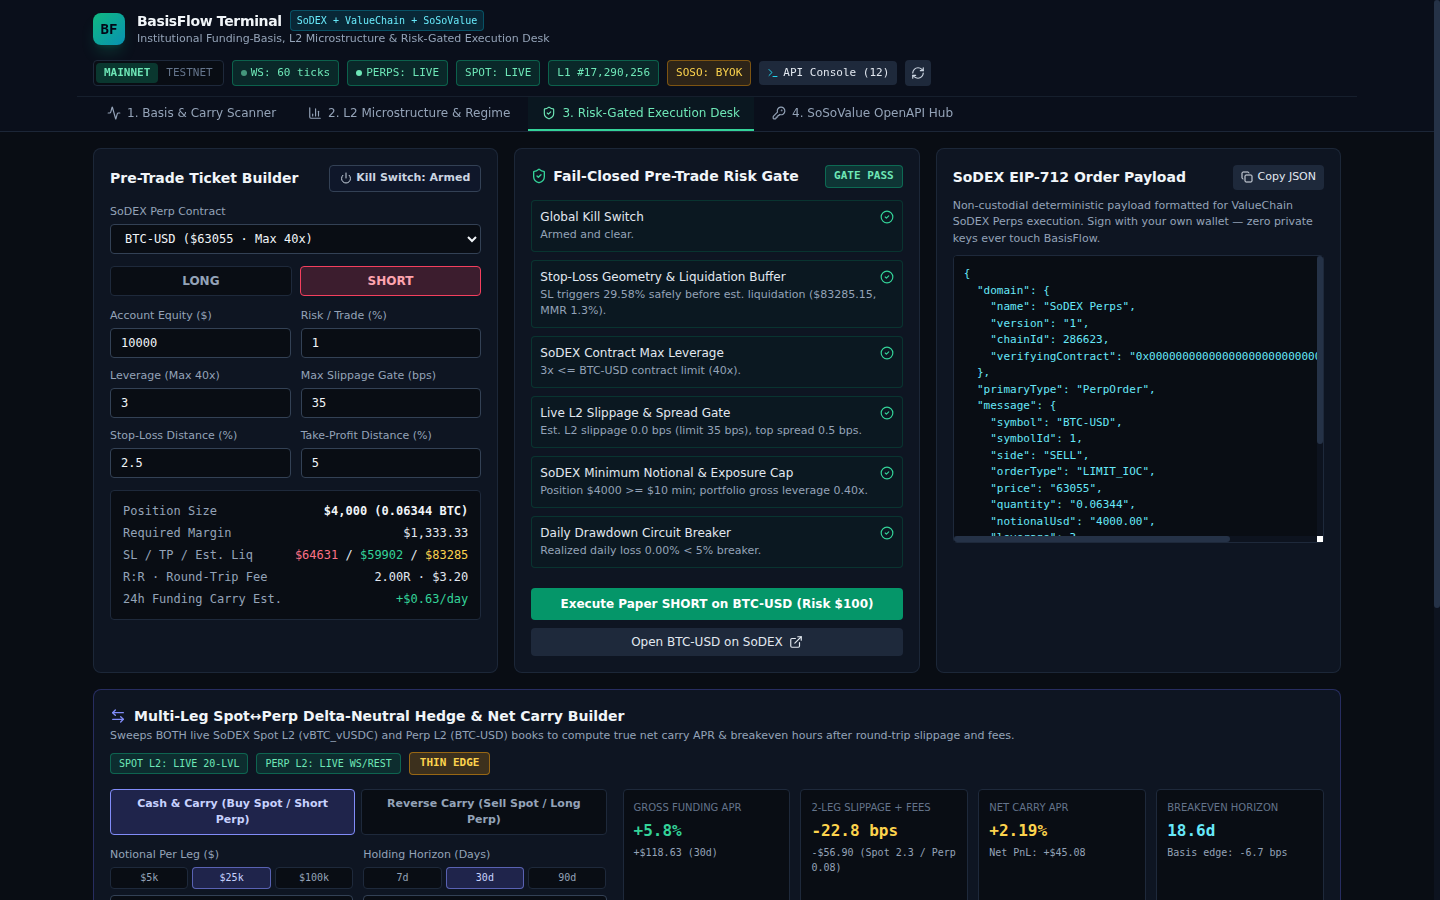 BF
BasisFlow Terminal
SoDEX + ValueChain + SoSoValue
Institutional Funding-Basis, L2 Microstructure & Risk-Gated Execution Desk
MAINNET TESTNET
WS: 60 ticks
PERPS: LIVE
SPOT: LIVE
L1 #17,290,256
SOSO: BYOK
API Console (12)
1. Basis & Carry Scanner
2. L2 Microstructure & Regime
3. Risk-Gated Execution Desk
4. SoSoValue OpenAPI Hub
Pre-Trade Ticket Builder
Kill Switch: Armed
SoDEX Perp Contract
BTC-USD ($63055 · Max 40x)
LONG SHORT
Account Equity ($) Risk / Trade (%)
10000 1
Leverage (Max 40x) Max Slippage Gate (bps)
3 35
Stop-Loss Distance (%) Take-Profit Distance (%)
2.5 5
Position Size $4,000 (0.06344 BTC)
Required Margin $1,333.33
SL / TP / Est. Liq $64631 / $59902 / $83285
R:R · Round-Trip Fee 2.00R · $3.20
24h Funding Carry Est. +$0.63/day
Fail-Closed Pre-Trade Risk Gate
GATE PASS
Global Kill Switch
Armed and clear.
Stop-Loss Geometry & Liquidation Buffer
SL triggers 29.58% safely before est. liquidation ($83285.15,
MMR 1.3%).
SoDEX Contract Max Leverage
3x <= BTC-USD contract limit (40x).
Live L2 Slippage & Spread Gate
Est. L2 slippage 0.0 bps (limit 35 bps), top spread 0.5 bps.
SoDEX Minimum Notional & Exposure Cap
Position $4000 >= $10 min; portfolio gross leverage 0.40x.
Daily Drawdown Circuit Breaker
Realized daily loss 0.00% < 5% breaker.
Execute Paper SHORT on BTC-USD (Risk $100)
Open BTC-USD on SoDEX
SoDEX EIP-712 Order Payload
Copy JSON
Non-custodial deterministic payload formatted for ValueChain
SoDEX Perps execution. Sign with your own wallet — zero private
keys ever touch BasisFlow.
{
"domain": {
"name": "SoDEX Perps",
"version": "1",
"chainId": 286623,
"verifyingContract":
},
"primaryType": "PerpOrder",
"message": {
"symbol": "BTC-USD",
"symbolId": 1,
"side": "SELL",
"orderType": "LIMIT_IOC",
"price": "63055",
"quantity": "0.06344",
"notionalUsd": "4000.00",
Multi-Leg Spot↔Perp Delta-Neutral Hedge & Net Carry Builder
Sweeps BOTH live SoDEX Spot L2 (vBTC_vUSDC) and Perp L2 (BTC-USD) books to compute true net carry APR & breakeven hours after round-trip slippage and fees.
SPOT L2: LIVE 20-LVL
PERP L2: LIVE WS/REST
THIN EDGE
Cash & Carry (Buy Spot / Short
Perp)
Reverse Carry (Sell Spot / Long
Perp)
Notional Per Leg ($) Holding Horizon (Days)
$5k $25k $100k 7d 30d 90d
GROSS FUNDING APR
+5.8%
+$118.63 (30d)
2-LEG SLIPPAGE + FEES
-22.8 bps
-$56.90 (Spot 2.3 / Perp
0.08)
NET CARRY APR
+2.19%
Net PnL: +$45.08
BREAKEVEN HORIZON
18.6d
Basis edge: -6.7 bps